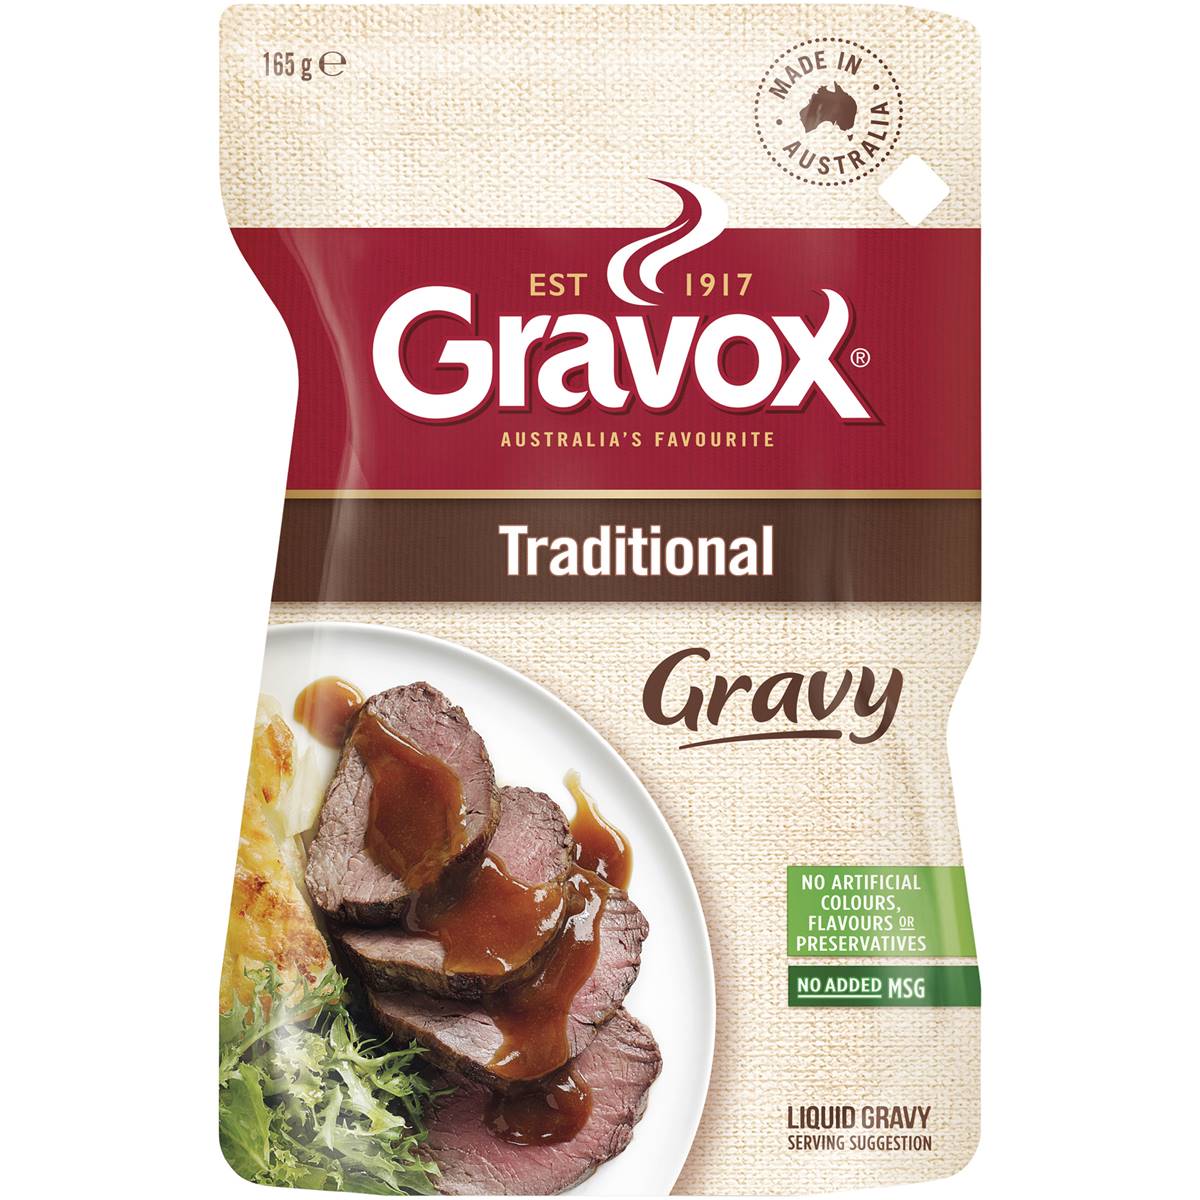 165 g ℮
MADE IN
AUSTRALIA
EST 1917
Gravox®
AUSTRALIA'S FAVOURITE
Traditional
Gravy
NO ARTIFICIAL
COLOURS,
FLAVOURS OR
PRESERVATIVES
NO ADDED MSG
LIQUID GRAVY
SERVING SUGGESTION